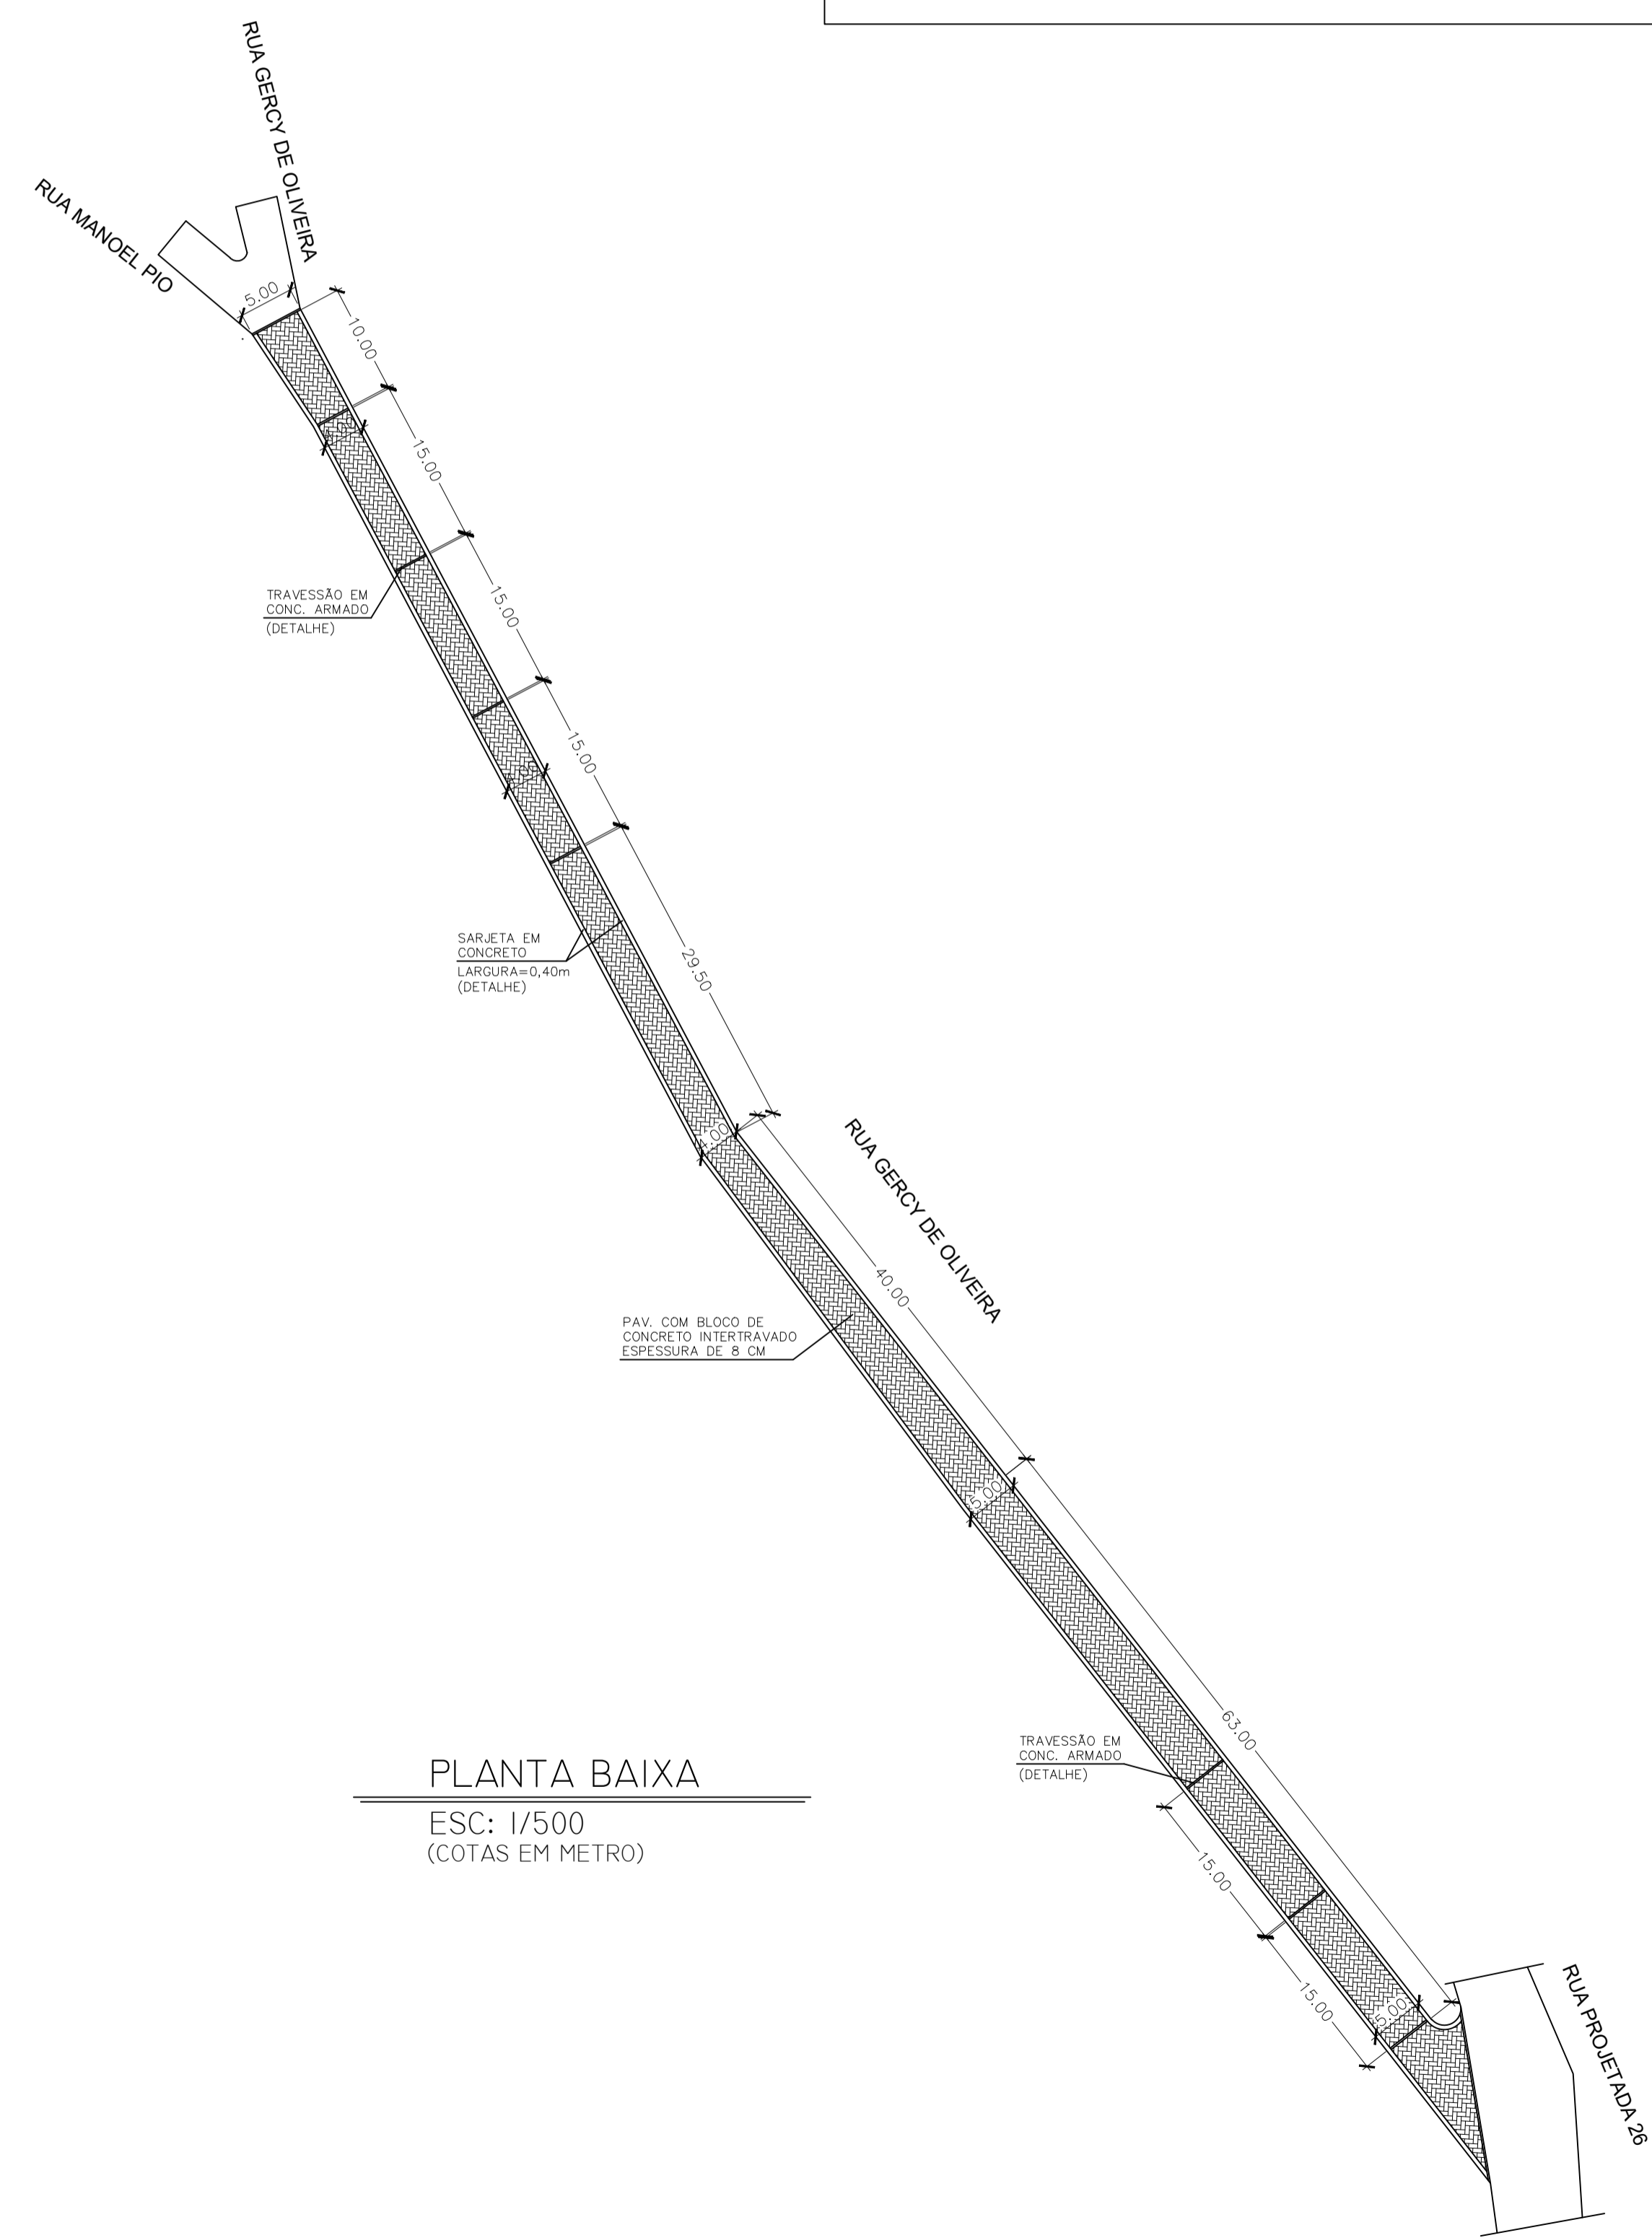 RUA GERCY DE OLIVEIRA
RUA MANOEL PIO
5.00
10.00
15.00
15.00
TRAVESSÃO EM
CONC. ARMADO
(DETALHE)
15.00
SARJETA EM
CONCRETO
LARGURA=0,40m
(DETALHE)
29.50
4.00
RUA GERCY DE OLIVEIRA
40.00
PAV. COM BLOCO DE
CONCRETO INTERTRAVADO
ESPESSURA DE 8 CM
5.00
63.00
TRAVESSÃO EM
CONC. ARMADO
(DETALHE)
PLANTA BAIXA
ESC: 1/500
(COTAS EM METRO)
15.00
15.00
5.00
RUA PROJETADA 26